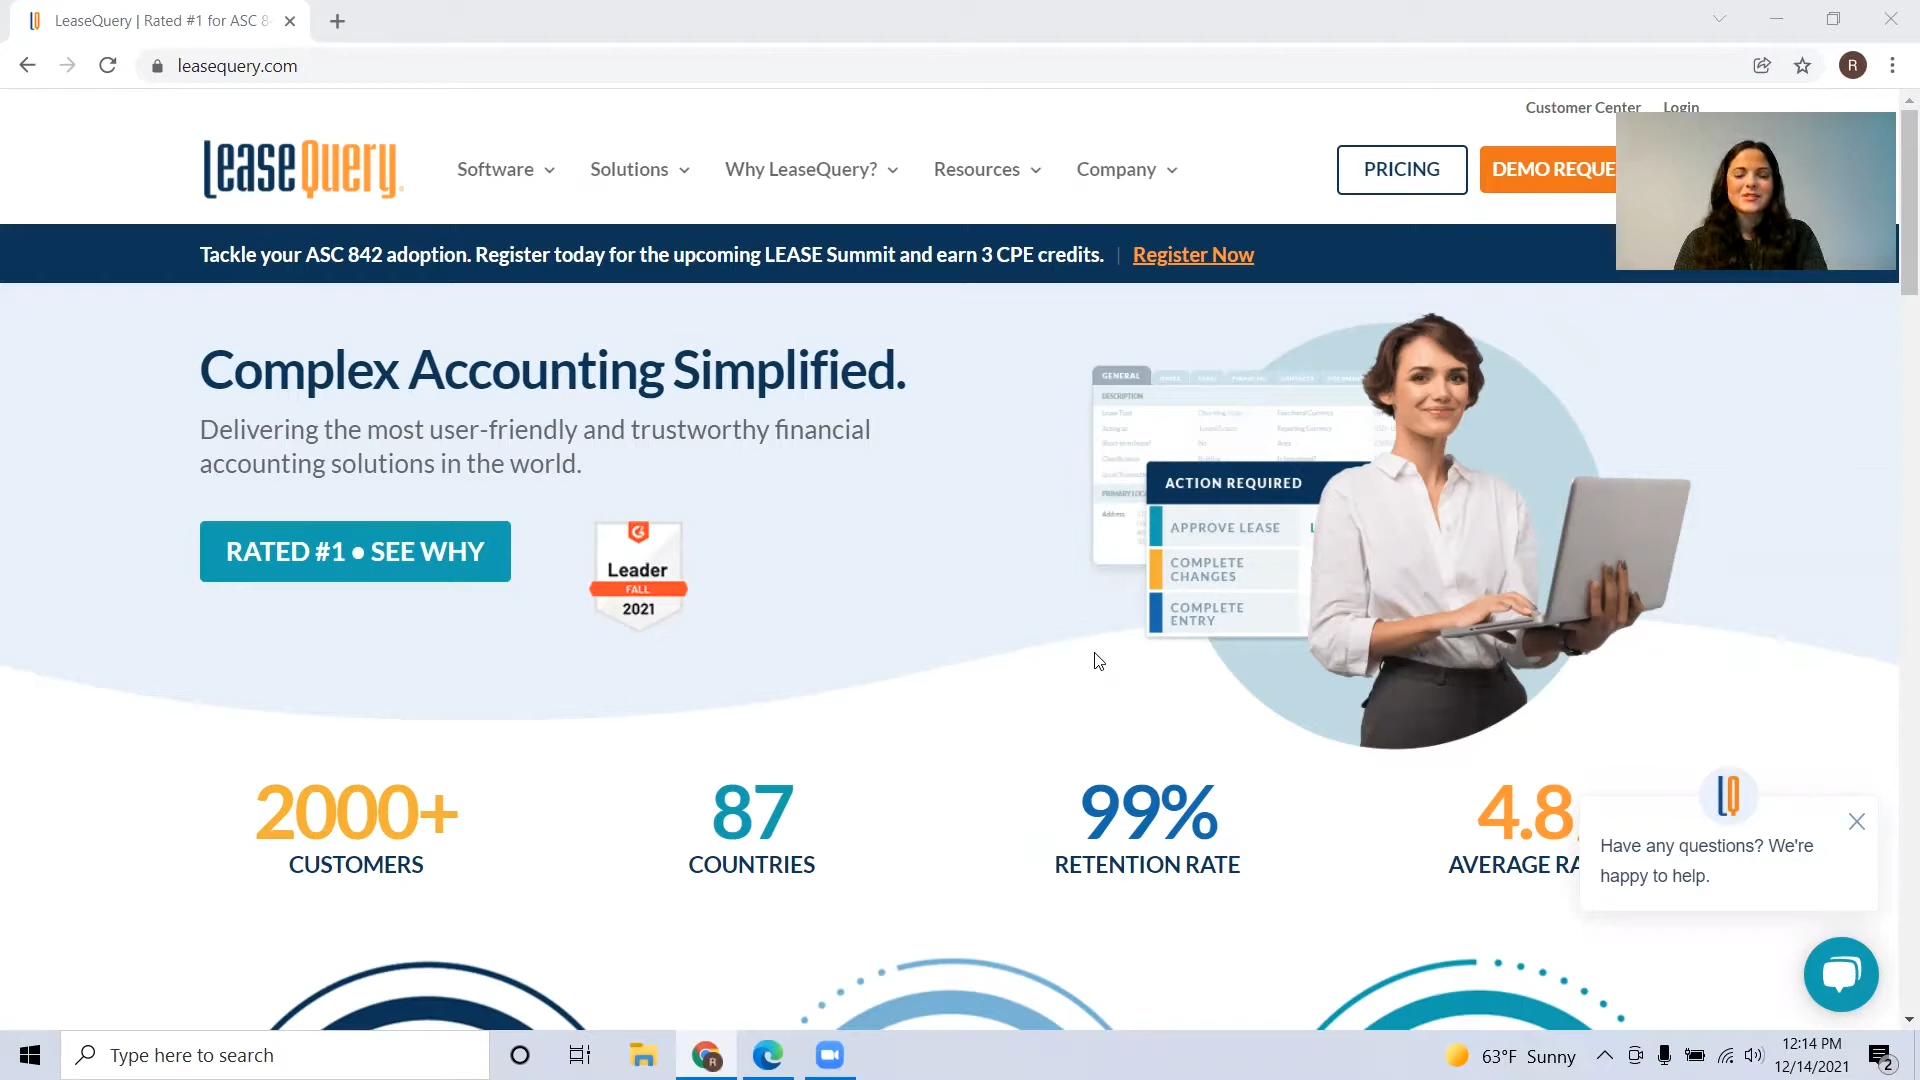 LeaseQuery | Rated #1 for ASC 8
leasequery.com
R
Customer Center Login
LeaseQuery
Software
Solutions
Why LeaseQuery?
Resources
Company
PRICING
DEMO REQUE
Tackle your ASC 842 adoption. Register today for the upcoming LEASE Summit and earn 3 CPE credits. | Register Now
Complex Accounting Simplified.
Delivering the most user-friendly and trustworthy financial
accounting solutions in the world.
RATED #1 • SEE WHY
Leader
FALL
2021
GENERAL
DESCRIPTION
Address
ACTION REQUIRED
APPROVE LEASE
COMPLETE
CHANGES
COMPLETE
ENTRY
2000+
CUSTOMERS
87
COUNTRIES
99%
RETENTION RATE
4.8
AVERAGE RA
Have any questions? We're
happy to help.
Type here to search
63°F Sunny
12:14 PM
12/14/2021
2